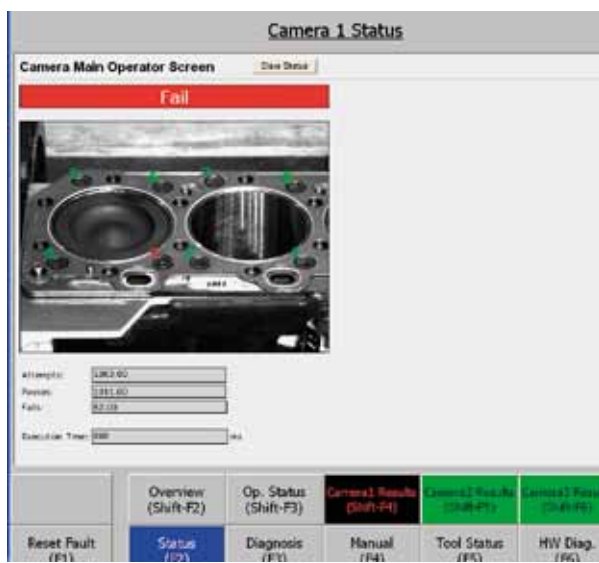 Camera 1 Status
Camera Main Operator Screen
Fail
Attempts:
Passes:
Fails:
Execution Time: ms
Overview (Shift-F2)
Op. Status (Shift-F3)
Camera1 Results (Shift-F4)
Camera2 Results (Shift-F5)
Reset Fault (F1)
Status (F2)
Diagnosis (F3)
Manual (F4)
Tool Status (F5)
HW Diag. (F6)